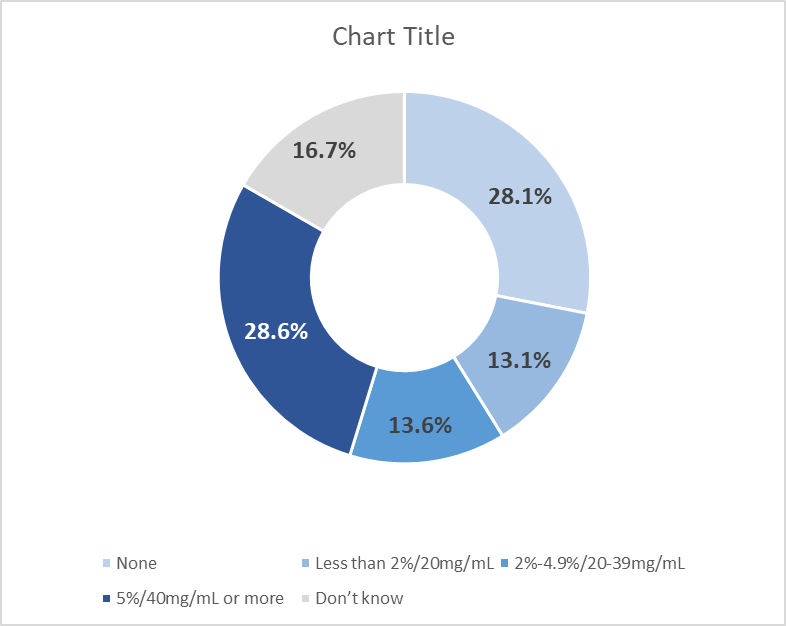 Chart Title
16.7%
28.1%
28.6%
13.1%
13.6%
None
Less than 2%/20mg/mL
2%-4.9%/20-39mg/mL
5%/40mg/mL or more
Don’t know